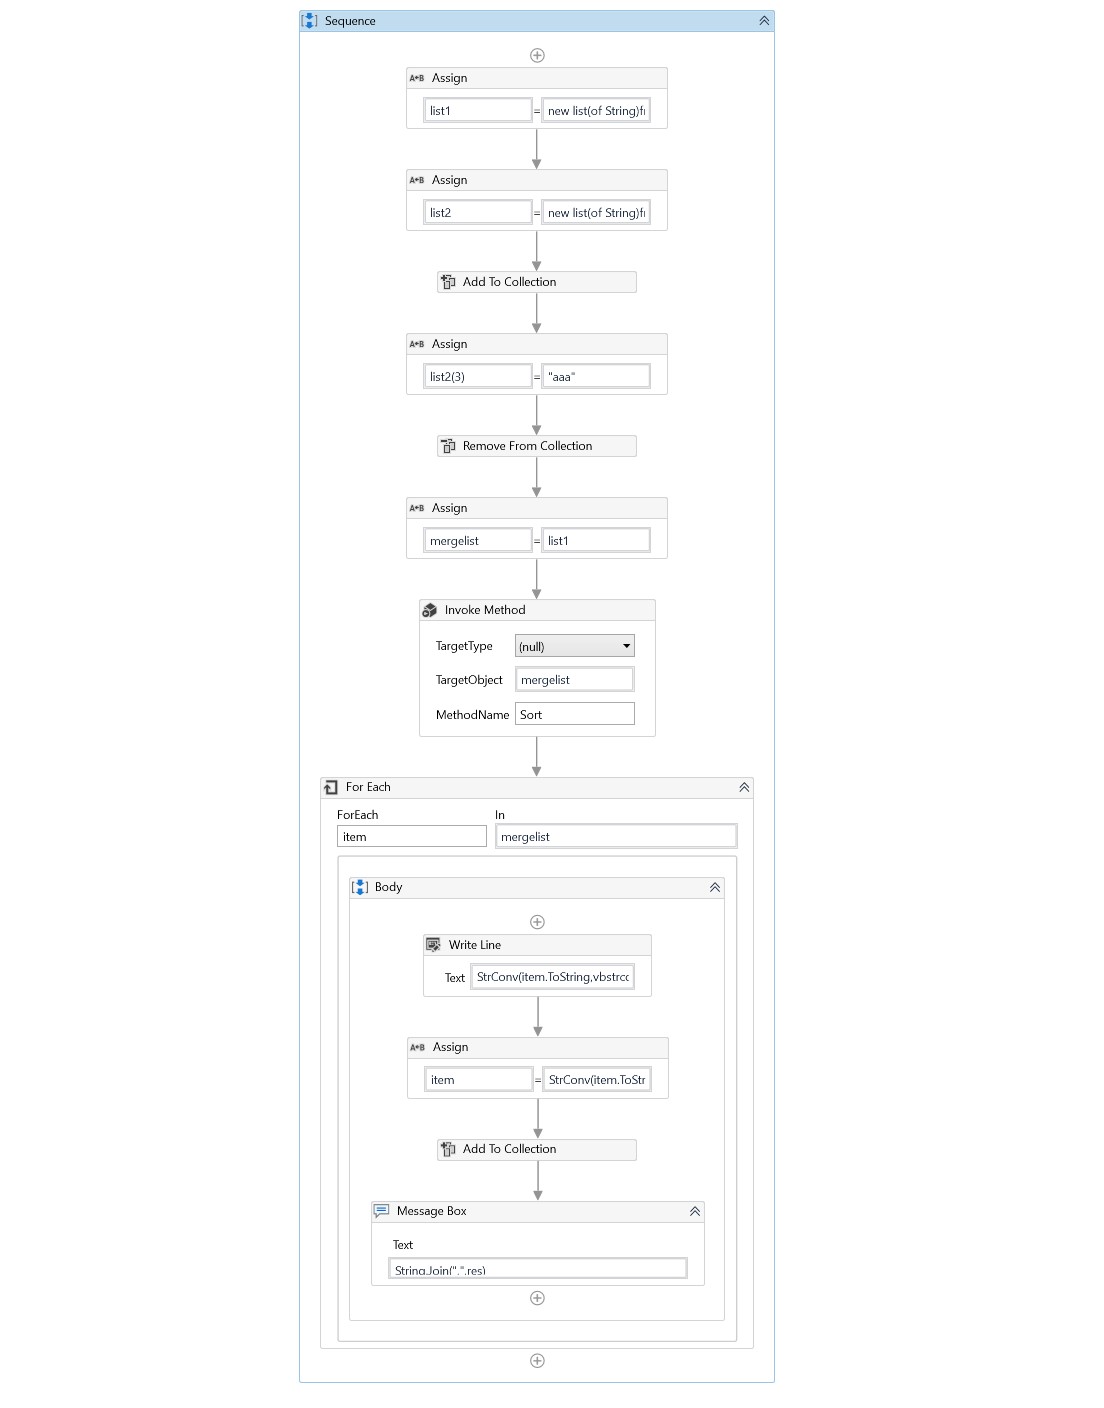 Sequence
A*B Assign
list1 = new list(of String)fr
A*B Assign
list2 = new list(of String)fr
Add To Collection
A*B Assign
list2(3) = "aaa"
Remove From Collection
A*B Assign
mergelist = list1
Invoke Method
TargetType (null)
TargetObject mergelist
MethodName Sort
For Each
ForEach In
item mergelist
Body
Write Line
Text StrConv(item.ToString,vbstrcc
A*B Assign
item = StrConv(item.ToStr
Add To Collection
Message Box
Text
String.Join(",",res)